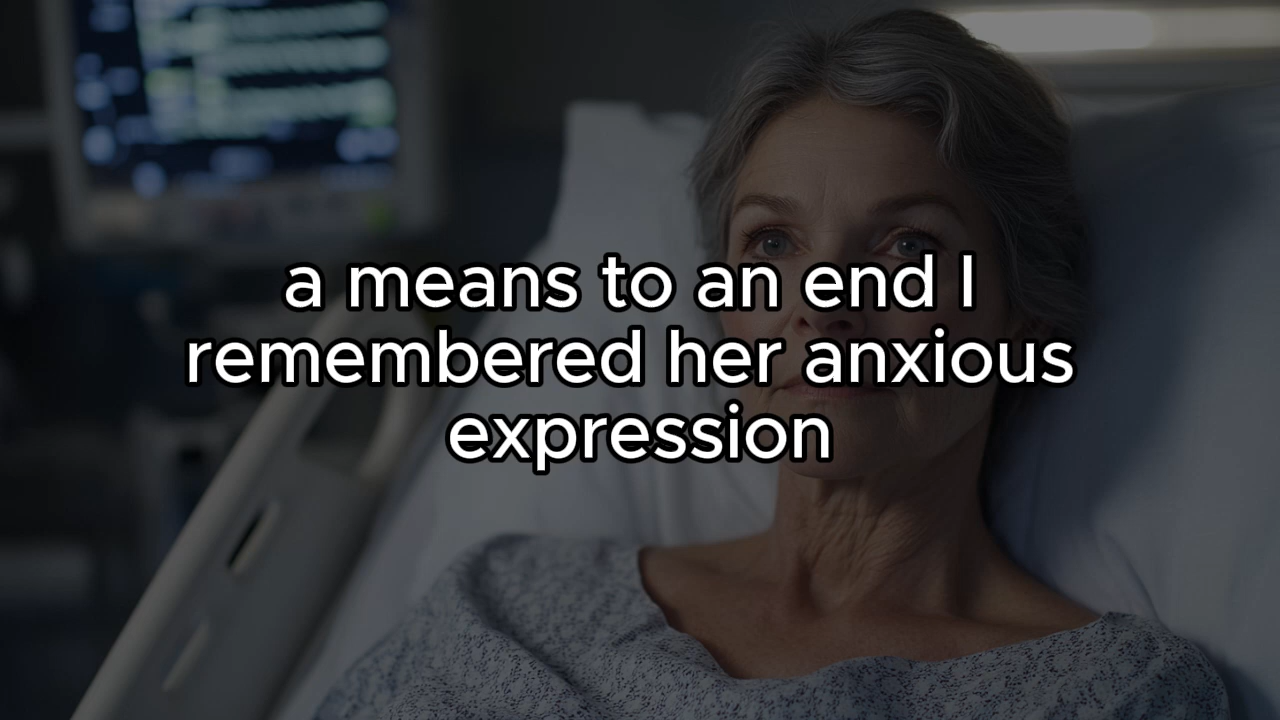 a means to an end I
remembered her anxious
expression